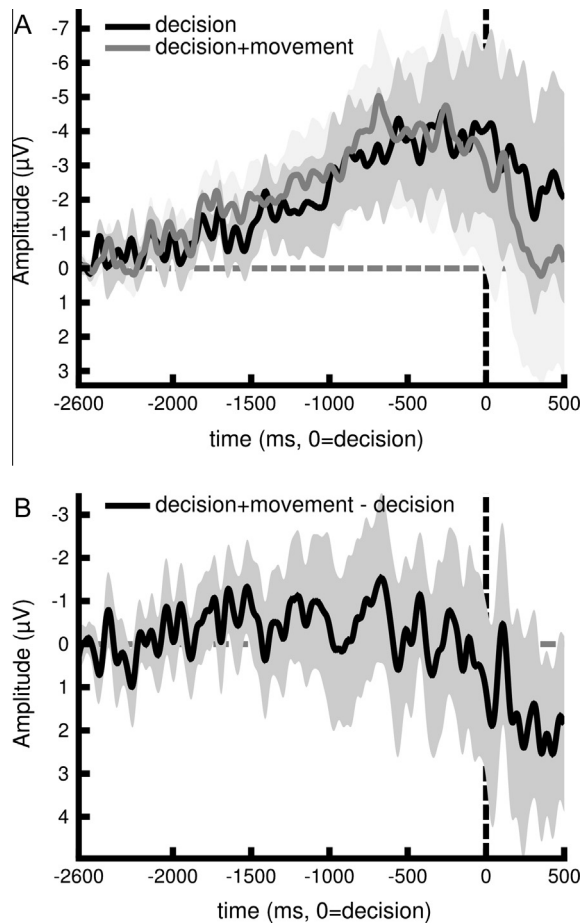 A
decision
decision+movement
-7
-6
-5
-4
-3
-2
-1
0
1
2
3
Amplitude (µV)
-2600 -2000 -1500 -1000 -500 0 500
time (ms, 0=decision)
B
decision+movement - decision
-3
-2
-1
0
1
2
3
4
Amplitude (µV)
-2600 -2000 -1500 -1000 -500 0 500
time (ms, 0=decision)